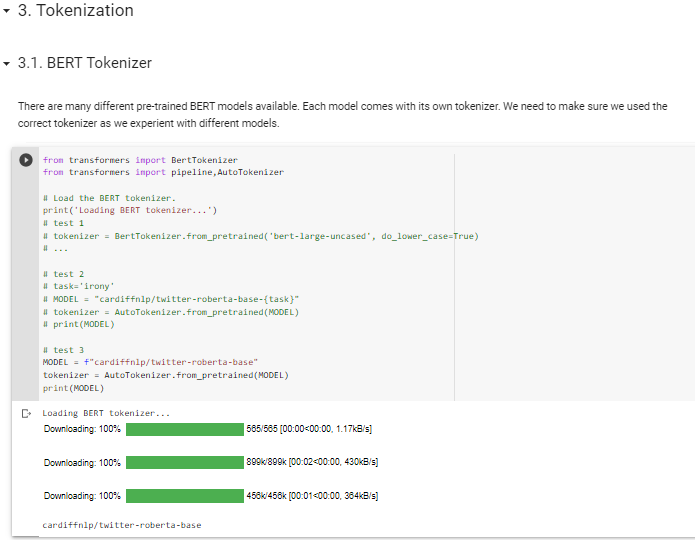 3. Tokenization
3.1. BERT Tokenizer
There are many different pre-trained BERT models available. Each model comes with its own tokenizer. We need to make sure we used the
correct tokenizer as we experient with different models.
from transformers import BertTokenizer
from transformers import pipeline,AutoTokenizer
# Load the BERT tokenizer.
print('Loading BERT tokenizer...')
# test 1
# tokenizer = BertTokenizer.from_pretrained('bert-large-uncased', do_lower_case=True)
# ...
# test 2
# task='irony'
# MODEL = "cardiffnlp/twitter-roberta-base-{task}"
# tokenizer = AutoTokenizer.from_pretrained(MODEL)
# print(MODEL)
# test 3
MODEL = f"cardiffnlp/twitter-roberta-base"
tokenizer = AutoTokenizer.from_pretrained(MODEL)
print(MODEL)
Loading BERT tokenizer...
Downloading: 100% 565/565 [00:00<00:00, 1.17kB/s]
Downloading: 100% 899k/899k [00:02<00:00, 430kB/s]
Downloading: 100% 456k/456k [00:01<00:00, 364kB/s]
cardiffnlp/twitter-roberta-base